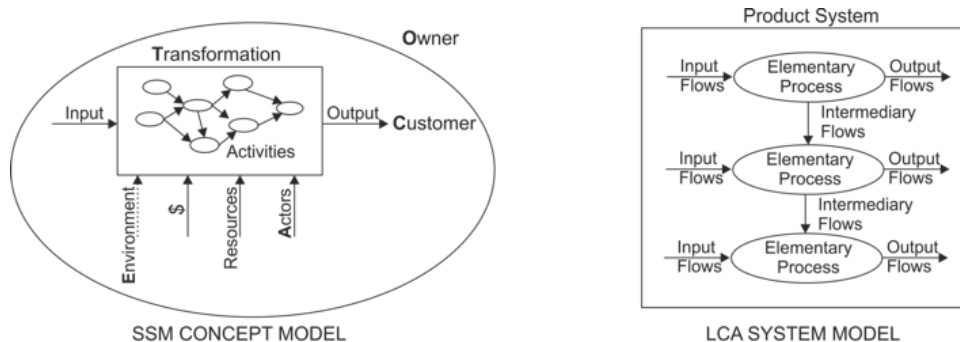 Owner
Transformation
Input
Output
Customer
Activities
Environment
$
Resources
Actors
SSM CONCEPT MODEL
Product System
Input
Flows
Elementary
Process
Output
Flows
Intermediary
Flows
Input
Flows
Elementary
Process
Output
Flows
Intermediary
Flows
Input
Flows
Elementary
Process
Output
Flows
LCA SYSTEM MODEL